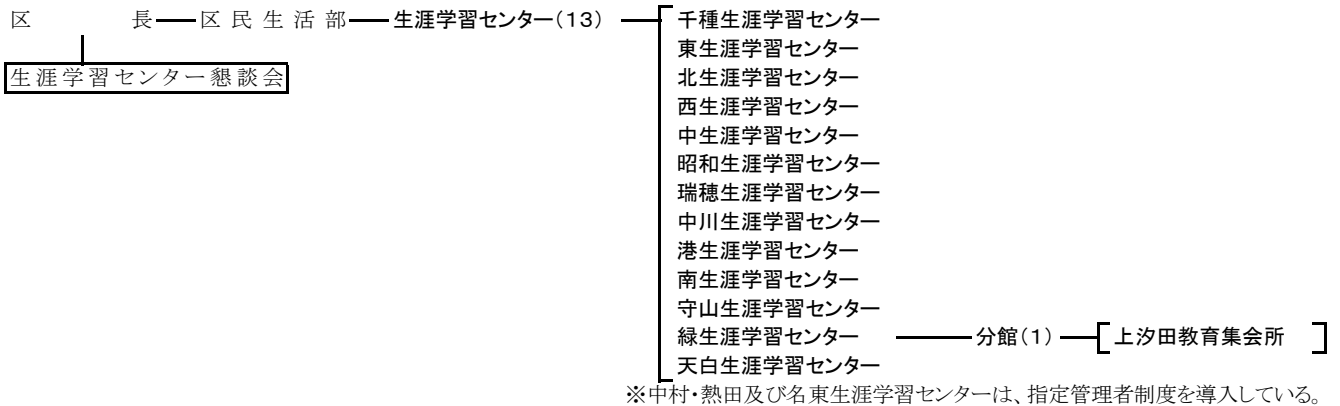 区長 区民生活部 生涯学習センター（13） 千種生涯学習センター
東生涯学習センター
生涯学習センター懇談会 北生涯学習センター
西生涯学習センター
中生涯学習センター
昭和生涯学習センター
瑞穂生涯学習センター
中川生涯学習センター
港生涯学習センター
南生涯学習センター
守山生涯学習センター
緑生涯学習センター 分館（1） 上汐田教育集会所
天白生涯学習センター
※中村・熱田及び名東生涯学習センターは、指定管理者制度を導入している。